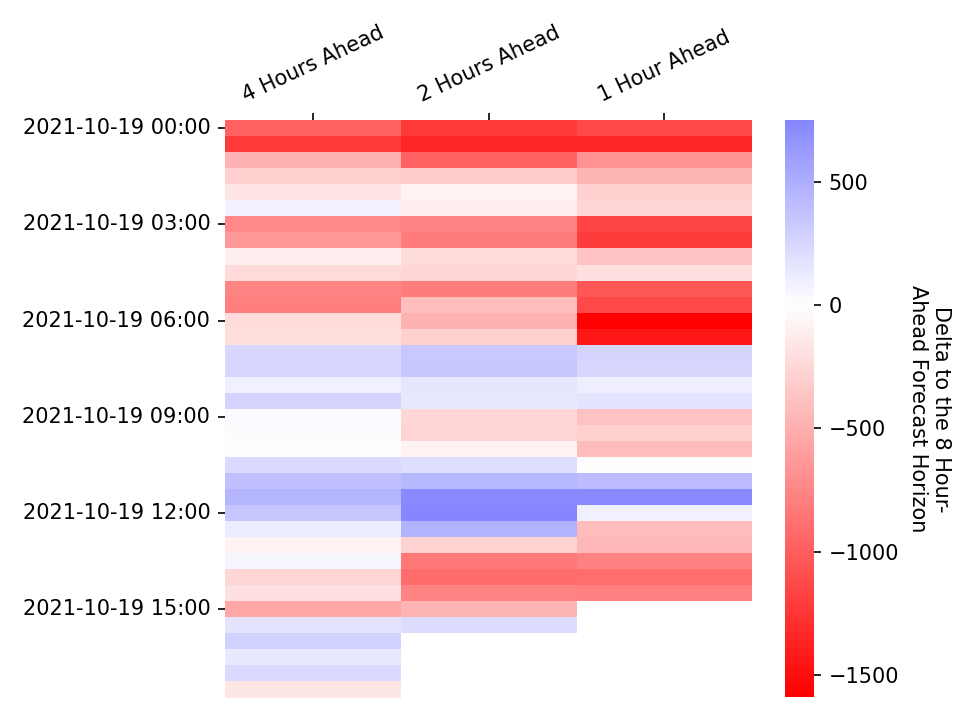 4 Hours Ahead
2 Hours Ahead
1 Hour Ahead
2021-10-19 00:00
2021-10-19 03:00
2021-10-19 06:00
2021-10-19 09:00
2021-10-19 12:00
2021-10-19 15:00
500
0
−500
−1000
−1500
Delta to the 8 Hour-
Ahead Forecast Horizon